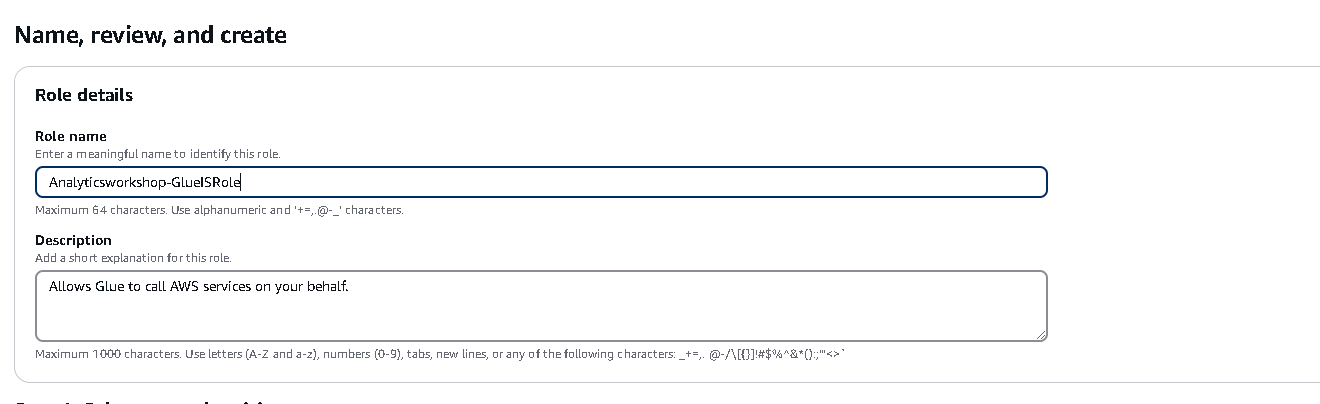 Name, review, and create
Role details
Role name
Enter a meaningful name to identify this role.
Analyticsworkshop-GlueISRole
Maximum 64 characters. Use alphanumeric and '+=,.@-_' characters.
Description
Add a short explanation for this role.
Allows Glue to call AWS services on your behalf.
Maximum 1000 characters. Use letters (A-Z and a-z), numbers (0-9), tabs, new lines, or any of the following characters: _+=,. @-/\[{}]!#$%^&*();:'"<>`